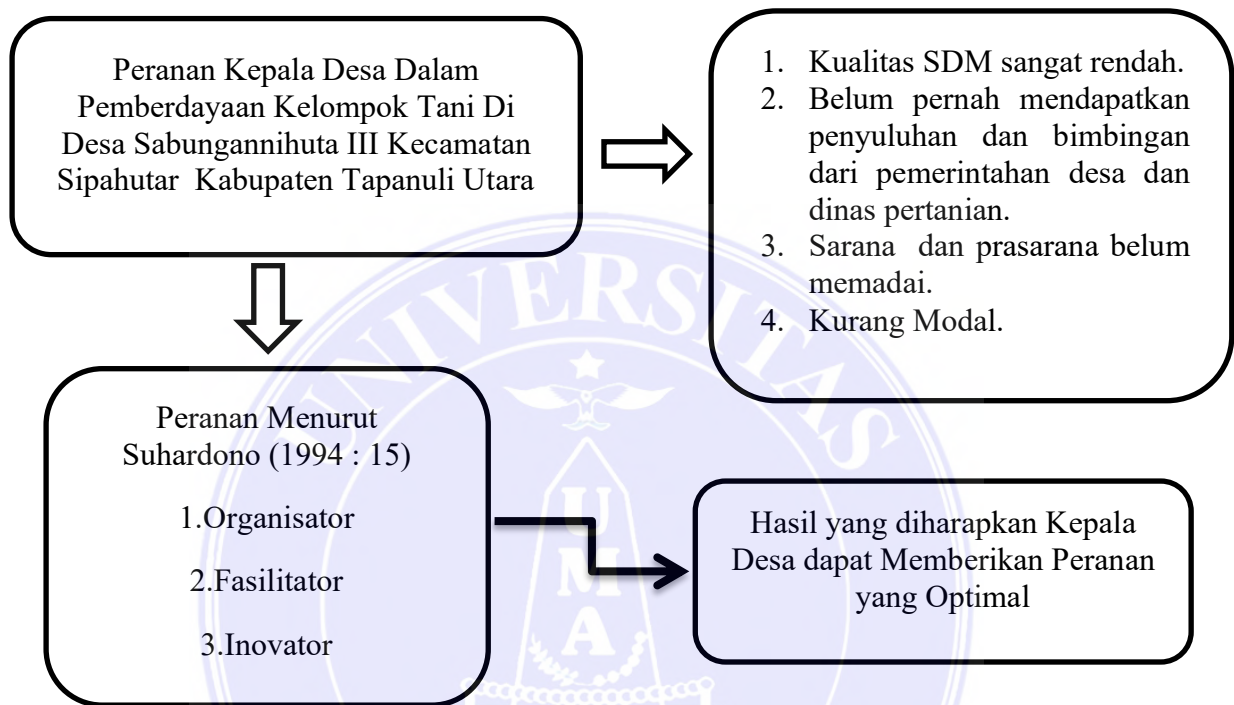 Peranan Kepala Desa Dalam
Pemberdayaan Kelompok Tani Di
Desa Sabungannihuta III Kecamatan
Sipahutar Kabupaten Tapanuli Utara
1. Kualitas SDM sangat rendah.
2. Belum pernah mendapatkan
penyuluhan dan bimbingan
dari pemerintahan desa dan
dinas pertanian.
3. Sarana dan prasarana belum
memadai.
4. Kurang Modal.
Peranan Menurut
Suhardono (1994 : 15)
1.Organisator
2.Fasilitator
3.Inovator
Hasil yang diharapkan Kepala
Desa dapat Memberikan Peranan
yang Optimal
UNIVERSITAS
U
M
A